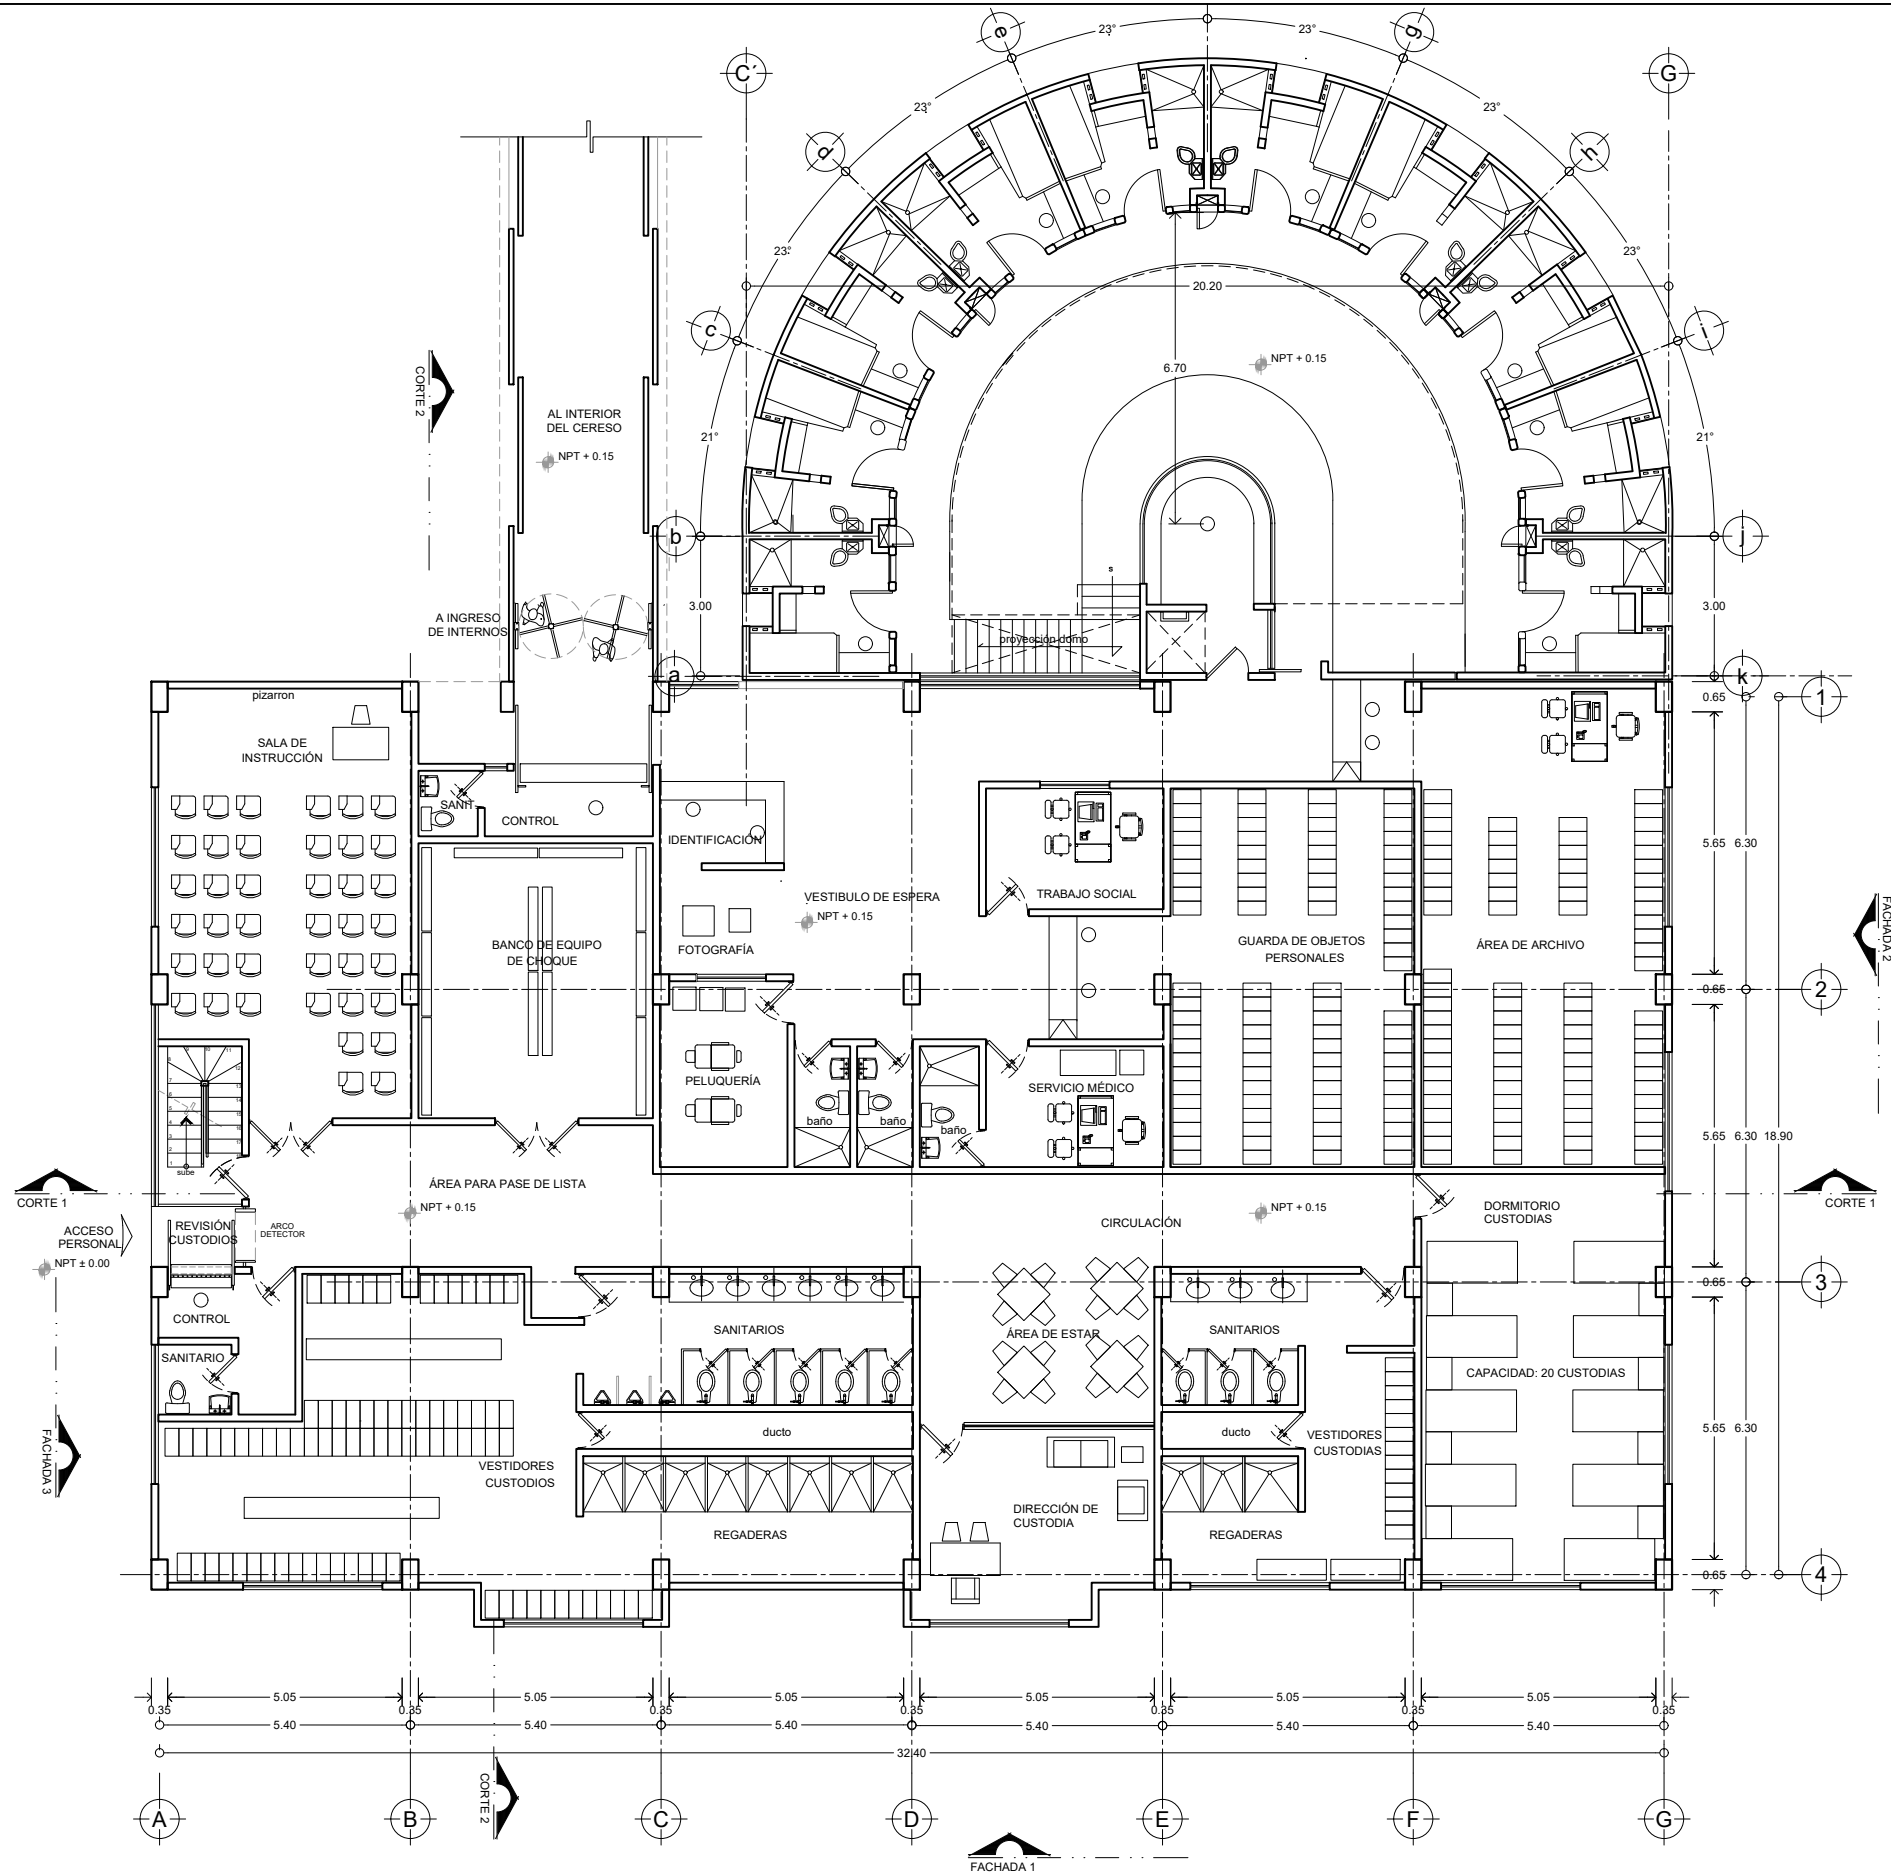 e
23°
23°
g
C´
G
23°
23°
d
h
23°
23°
20.20
c
i
NPT + 0.15
6.70
CORTE 2
AL INTERIOR
DEL CERESO
21°
21°
NPT + 0.15
b
j
s
3.00
3.00
A INGRESO
DE INTERNOS
proyección domo
a
k
pizarron
0.65
1
SALA DE
INSTRUCCIÓN
SANIT.
CONTROL
IDENTIFICACIÓN
5.65
6.30
TRABAJO SOCIAL
VESTIBULO DE ESPERA
NPT + 0.15
FACHADA 2
BANCO DE EQUIPO
DE CHOQUE
FOTOGRAFÍA
GUARDA DE OBJETOS
PERSONALES
ÁREA DE ARCHIVO
0.65
2
PELUQUERÍA
SERVICIO MÉDICO
baño
baño
baño
5.65
6.30
18.90
sube
ÁREA PARA PASE DE LISTA
CORTE 1
CORTE 1
NPT + 0.15
NPT + 0.15
DORMITORIO
CUSTODIAS
CIRCULACIÓN
ACCESO
PERSONAL
REVISIÓN
CUSTODIOS
ARCO
DETECTOR
NPT ± 0.00
0.65
3
CONTROL
SANITARIOS
ÁREA DE ESTAR
SANITARIOS
SANITARIO
CAPACIDAD: 20 CUSTODIAS
FACHADA 3
ducto
ducto
VESTIDORES
CUSTODIAS
5.65
6.30
VESTIDORES
CUSTODIOS
DIRECCIÓN DE
CUSTODIA
REGADERAS
REGADERAS
0.65
4
5.05
5.05
5.05
5.05
5.05
5.05
0.35
0.35
0.35
0.35
0.35
0.35
0.35
5.40
5.40
5.40
5.40
5.40
5.40
32.40
CORTE 2
A
B
C
D
E
F
G
FACHADA 1